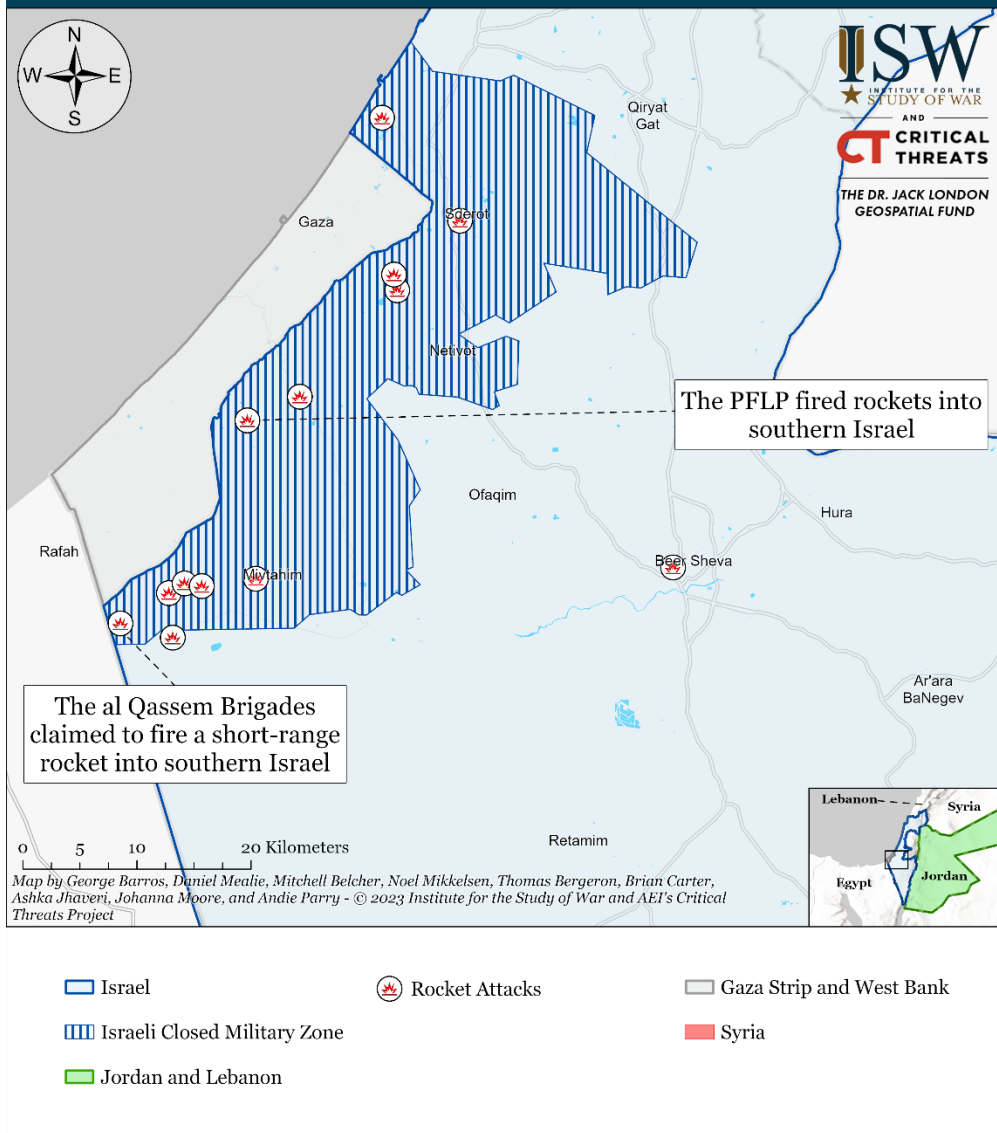 N
W
E
S
ISW
INSTITUTE FOR THE
STUDY OF WAR
AND
CT CRITICAL
THREATS
THE DR. JACK LONDON
GEOSPATIAL FUND
Qiryat
Gat
Gaza
Sderot
Netivot
The PFLP fired rockets into
southern Israel
Ofaqim
Hura
Rafah
Beer Sheva
Mivtahim
Ar'ara
BaNegev
The al Qassem Brigades
claimed to fire a short-range
rocket into southern Israel
Retamim
0 5 10 20 Kilometers
Map by George Barros, Daniel Mealie, Mitchell Belcher, Noel Mikkelsen, Thomas Bergeron, Brian Carter,
Ashka Jhaveri, Johanna Moore, and Andie Parry - © 2023 Institute for the Study of War and AEI's Critical
Threats Project
Lebanon
Syria
Egypt
Jordan
Israel
Rocket Attacks
Gaza Strip and West Bank
Israeli Closed Military Zone
Syria
Jordan and Lebanon